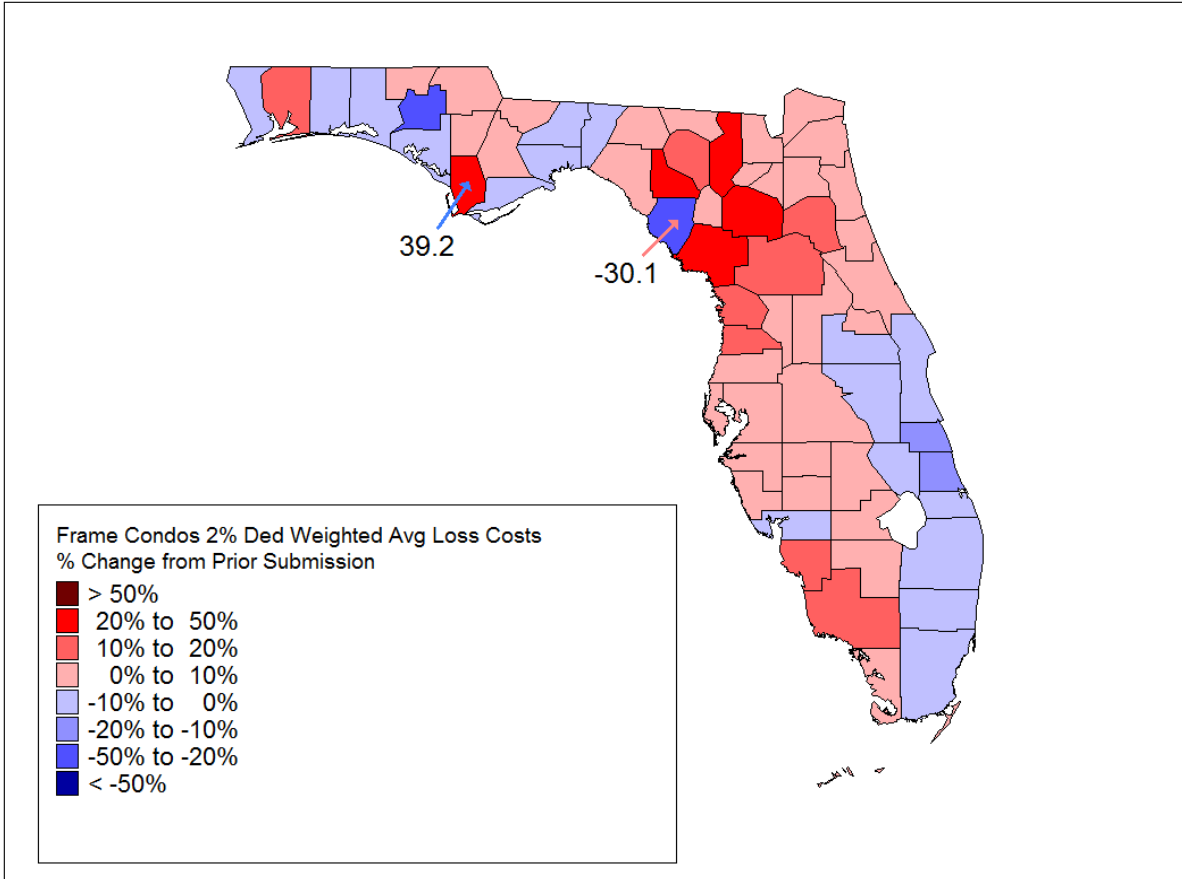 39.2
-30.1
Frame Condos 2% Ded Weighted Avg Loss Costs
% Change from Prior Submission
> 50%
20% to 50%
10% to 20%
0% to 10%
-10% to 0%
-20% to -10%
-50% to -20%
< -50%